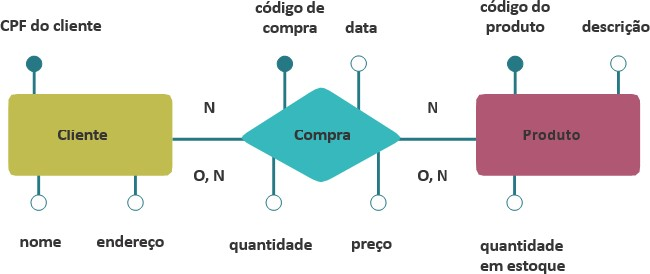 CPF do cliente
código de
compra
data
código do
produto
descrição
N
N
Cliente
Compra
Produto
O, N
O, N
nome
endereço
quantidade
preço
quantidade
em estoque